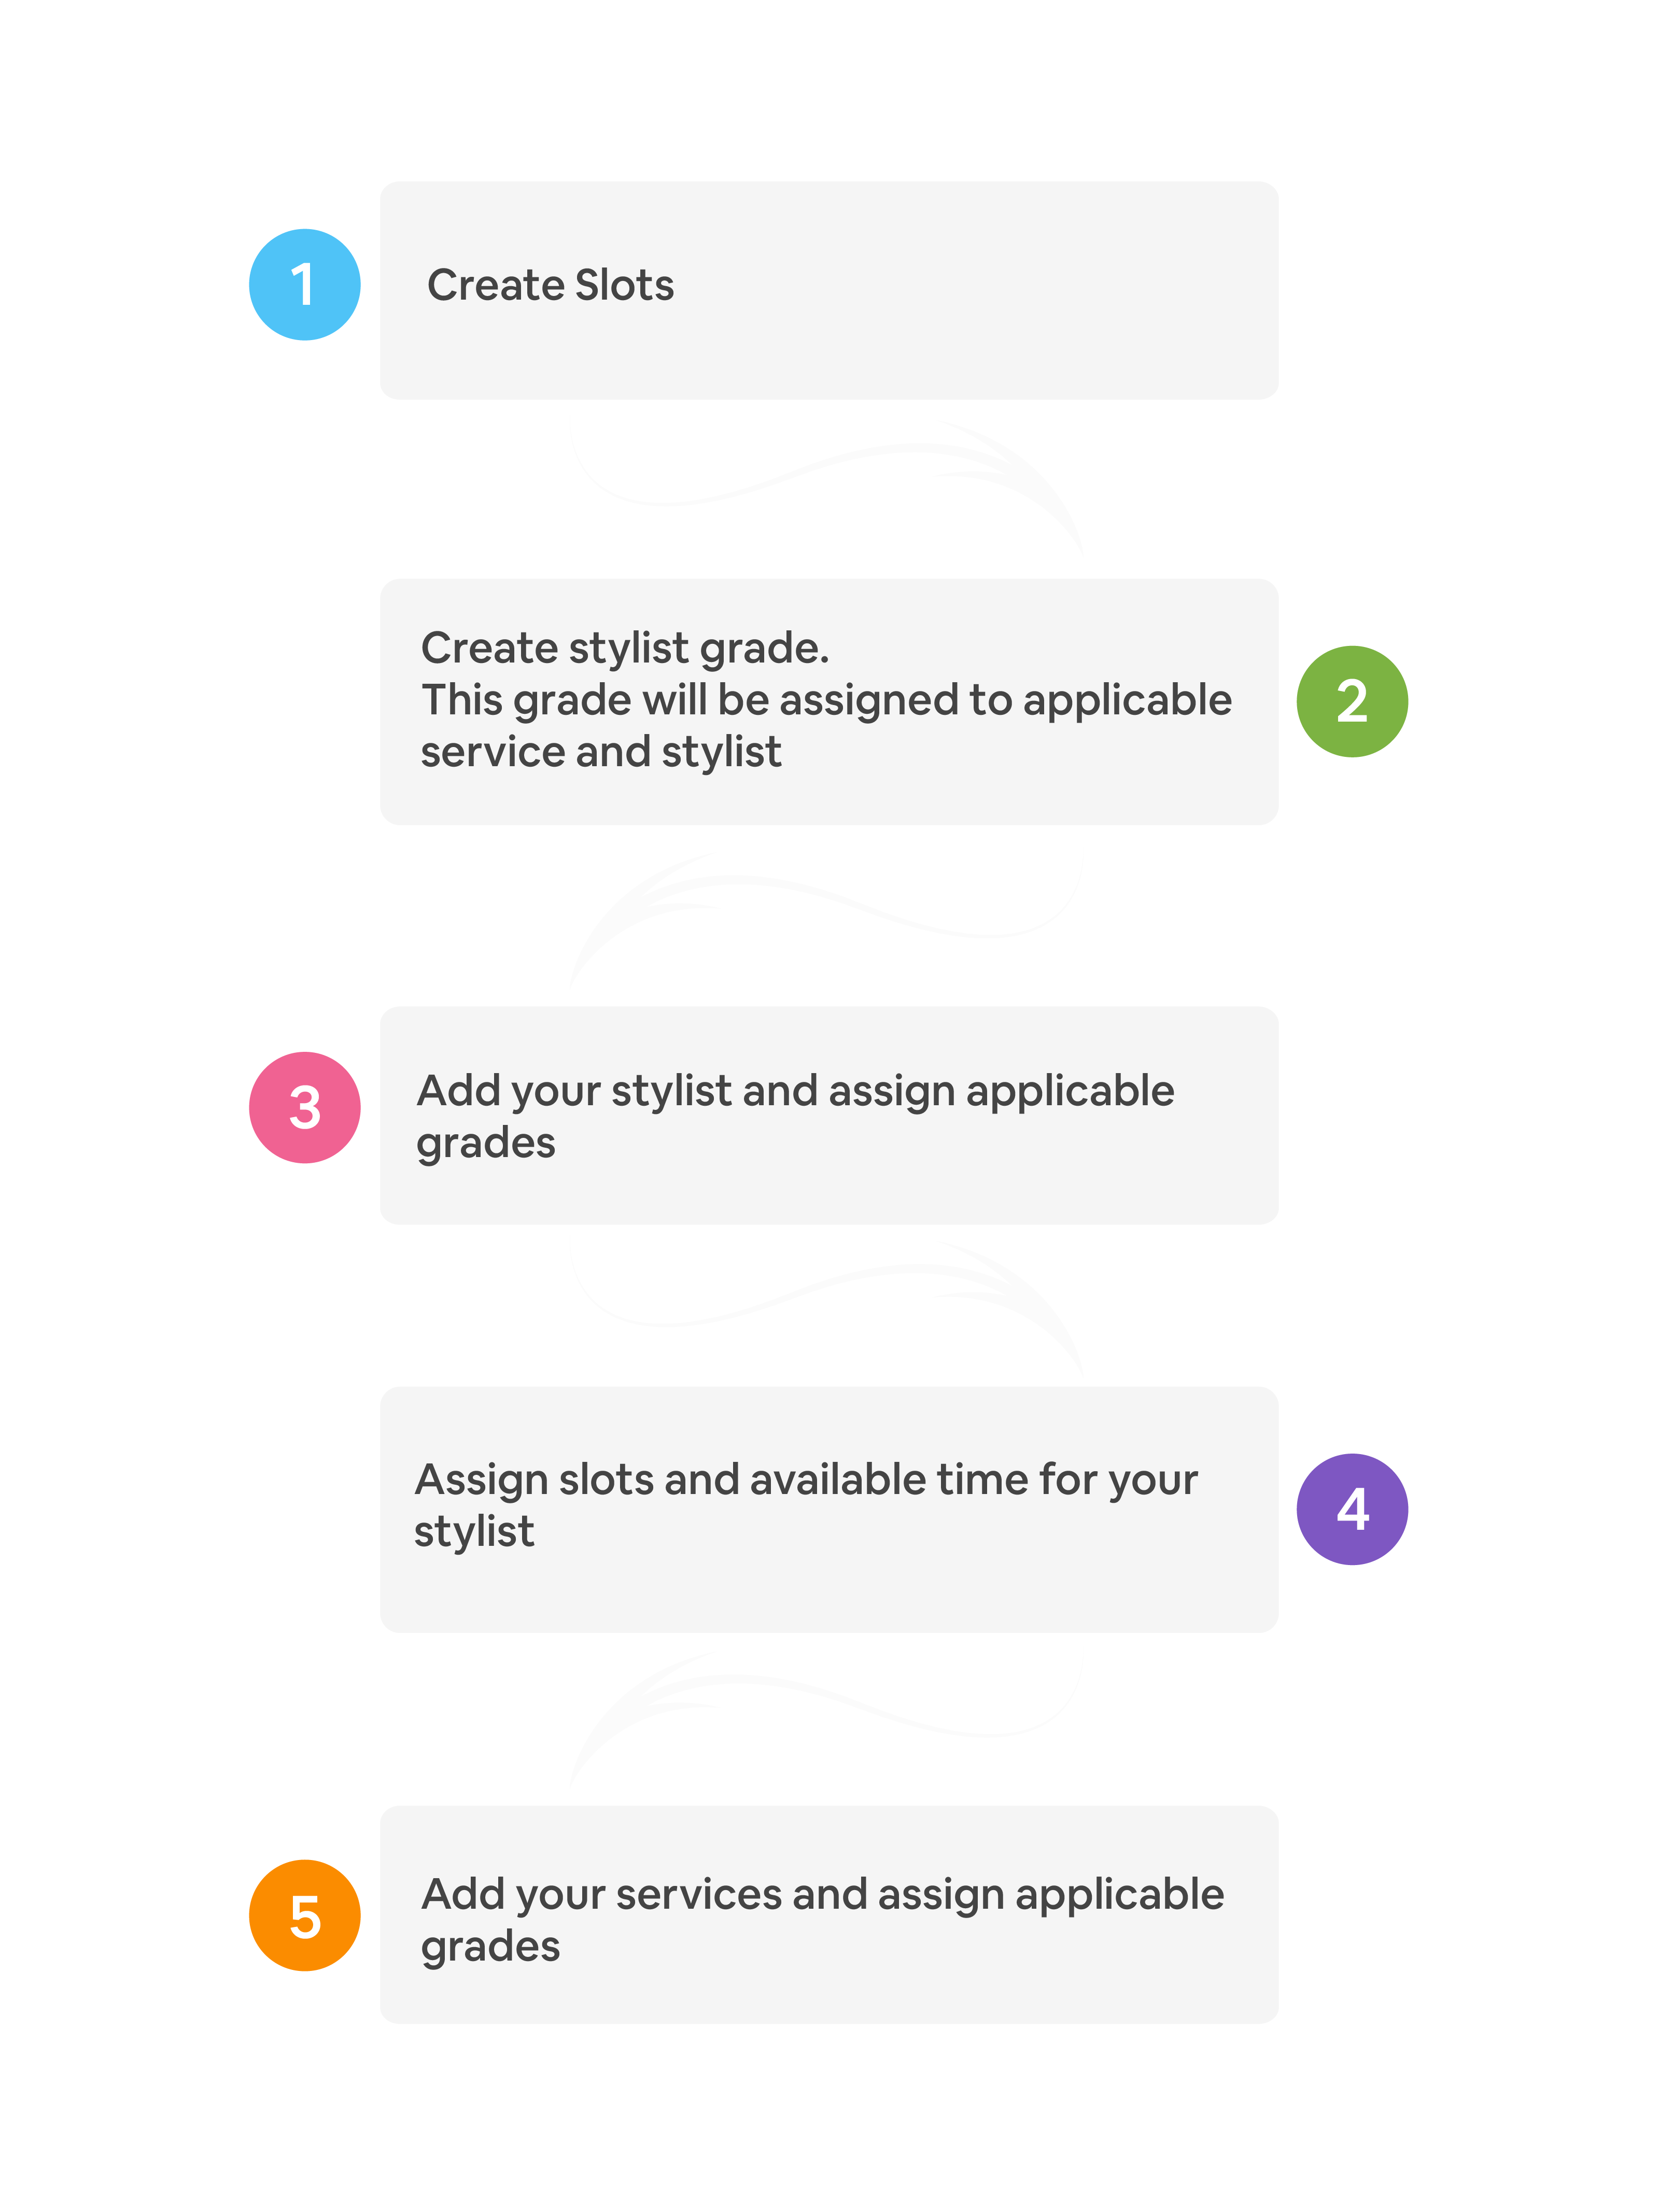 1
Create Slots
Create stylist grade.
This grade will be assigned to applicable
service and stylist
2
3
Add your stylist and assign applicable
grades
Assign slots and available time for your
stylist
4
5
Add your services and assign applicable
grades